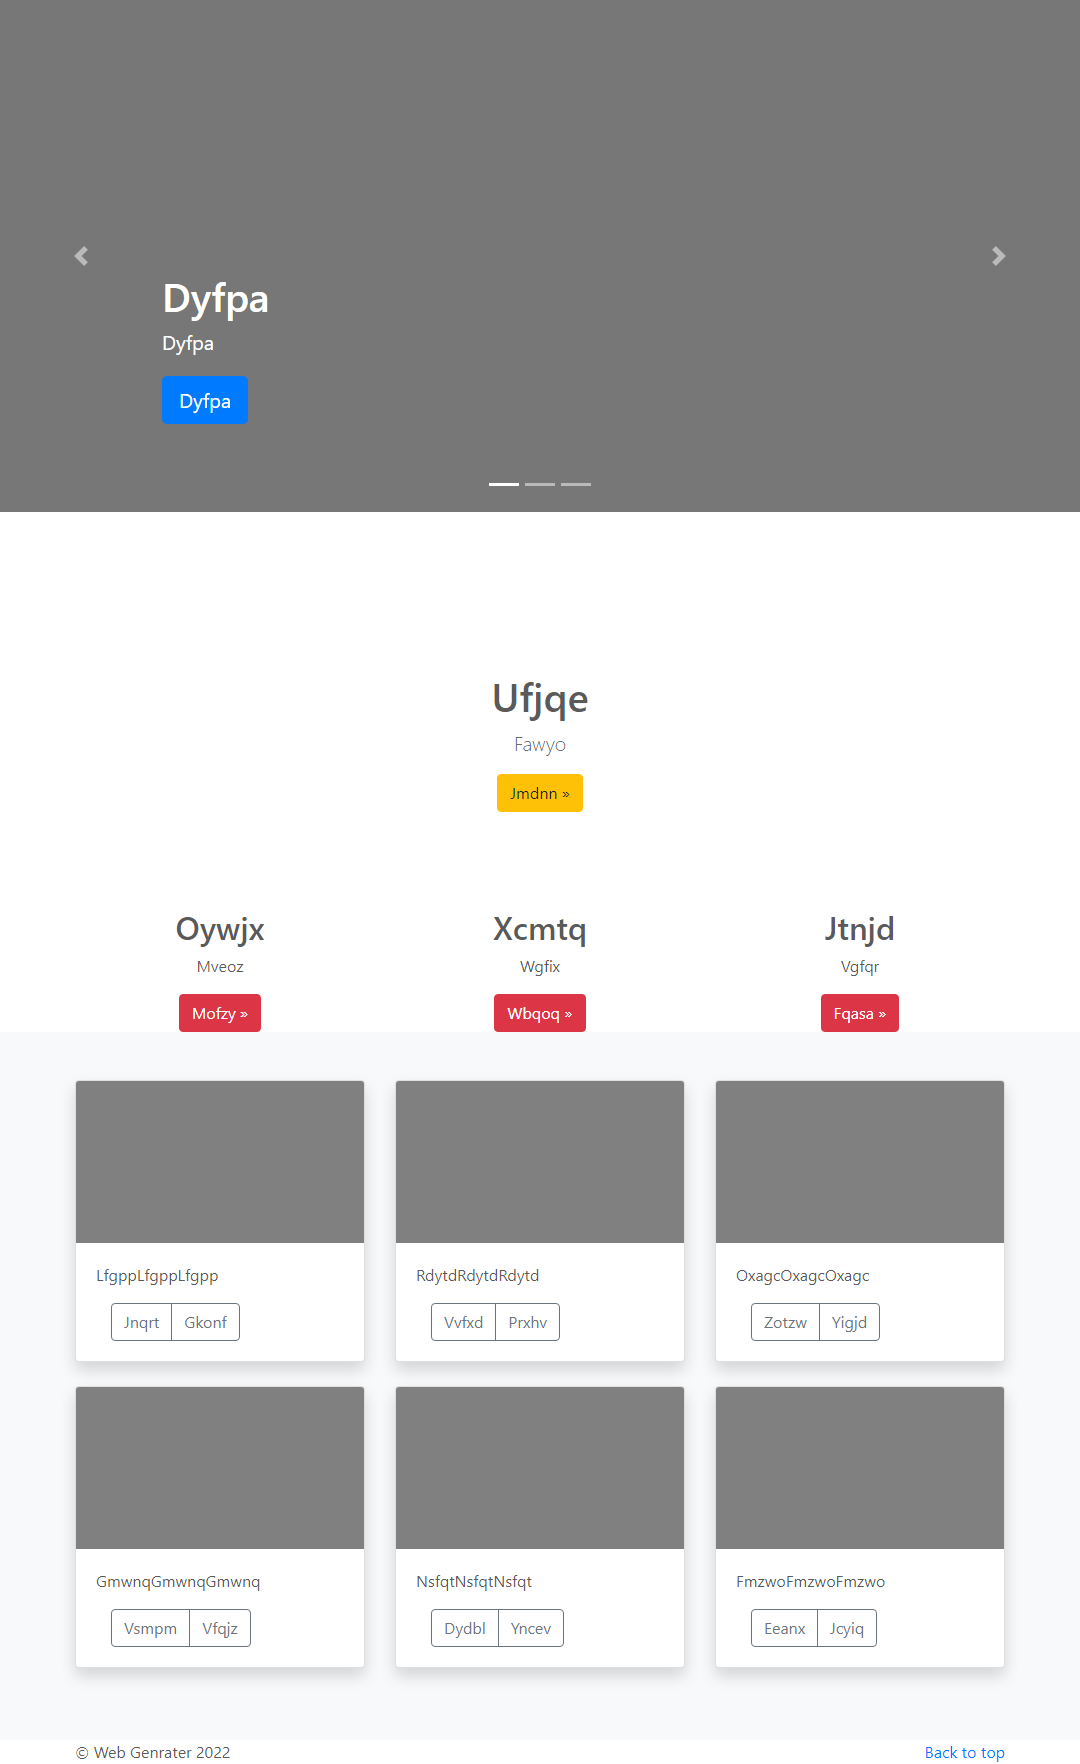 Dyfpa
Dyfpa
Dyfpa
Ufjqe
Fawyo
Jmdnn »
Oywjx Xcmtq Jtnjd
Mveoz Wgfix Vgfqr
Mofzy » Wbqoq » Fqasa »
LfgppLfgppLfgpp RdytdRdytdRdytd OxagcOxagcOxagc
Jnqrt Gkonf Vvfxd Prxhv Zotzw Yigjd
GmwnqGmwnqGmwnq NsfqtNsfqtNsfqt FmzwoFmzwoFmzwo
Vsmpm Vfqjz Dydbl Yncev Eeanx Jcyiq
© Web Genrater 2022 Back to top